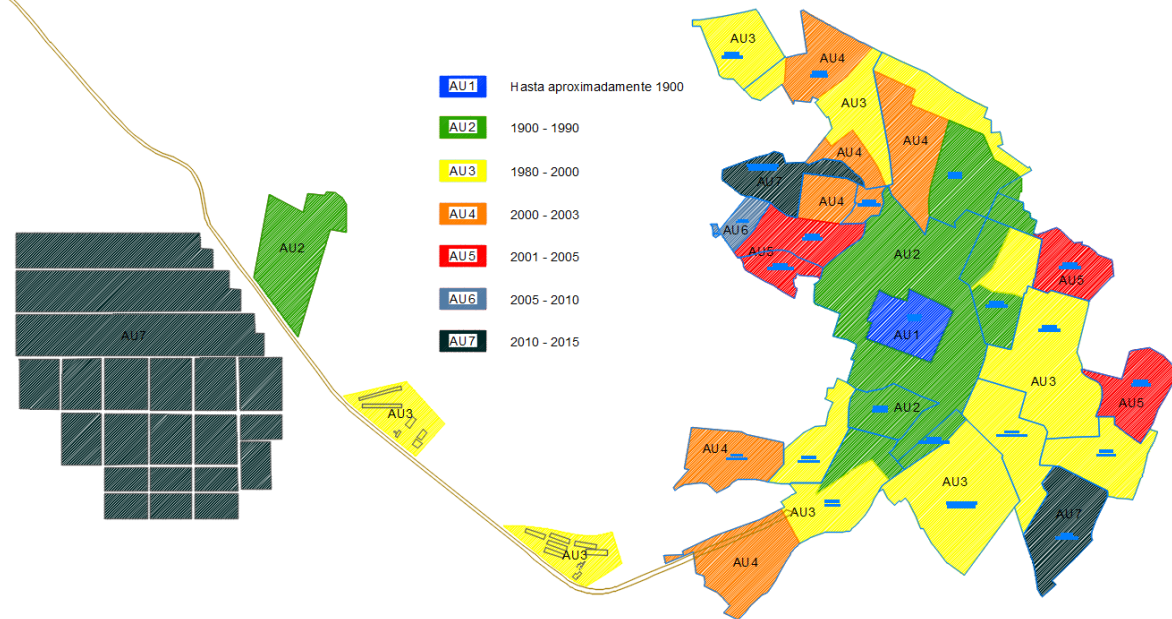 AU1 Hasta aproximadamente 1900
AU2 1900 - 1990
AU3 1980 - 2000
AU4 2000 - 2003
AU5 2001 - 2005
AU6 2005 - 2010
AU7 2010 - 2015
AU2
AU7
AU3
AU3
AU3
AU4
AU3
AU4
AU4
AU7
AU4
AU6
AU5
AU2
AU5
AU1
AU3
AU5
AU2
AU4
AU3
AU3
AU7
AU4